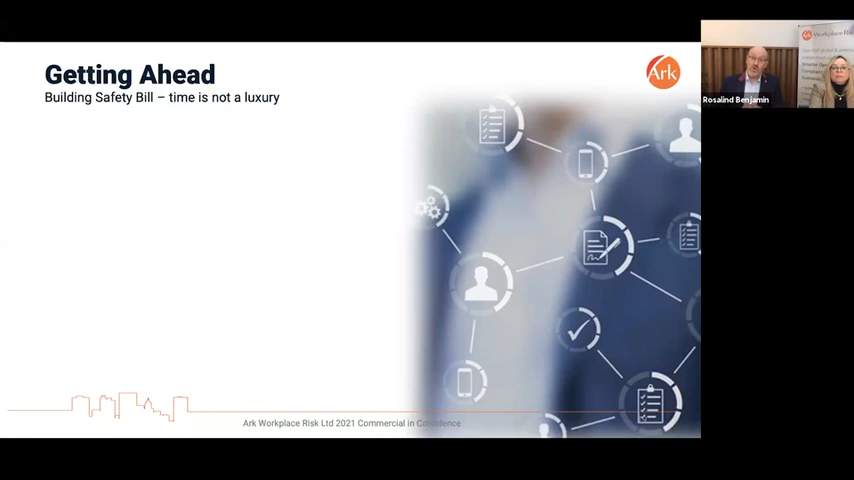 Getting Ahead
Building Safety Bill – time is not a luxury
Ark
Ark Workplace Risk Ltd 2021 Commercial in Confidence
Rosalind Benjamin
Ark Workplace Risk